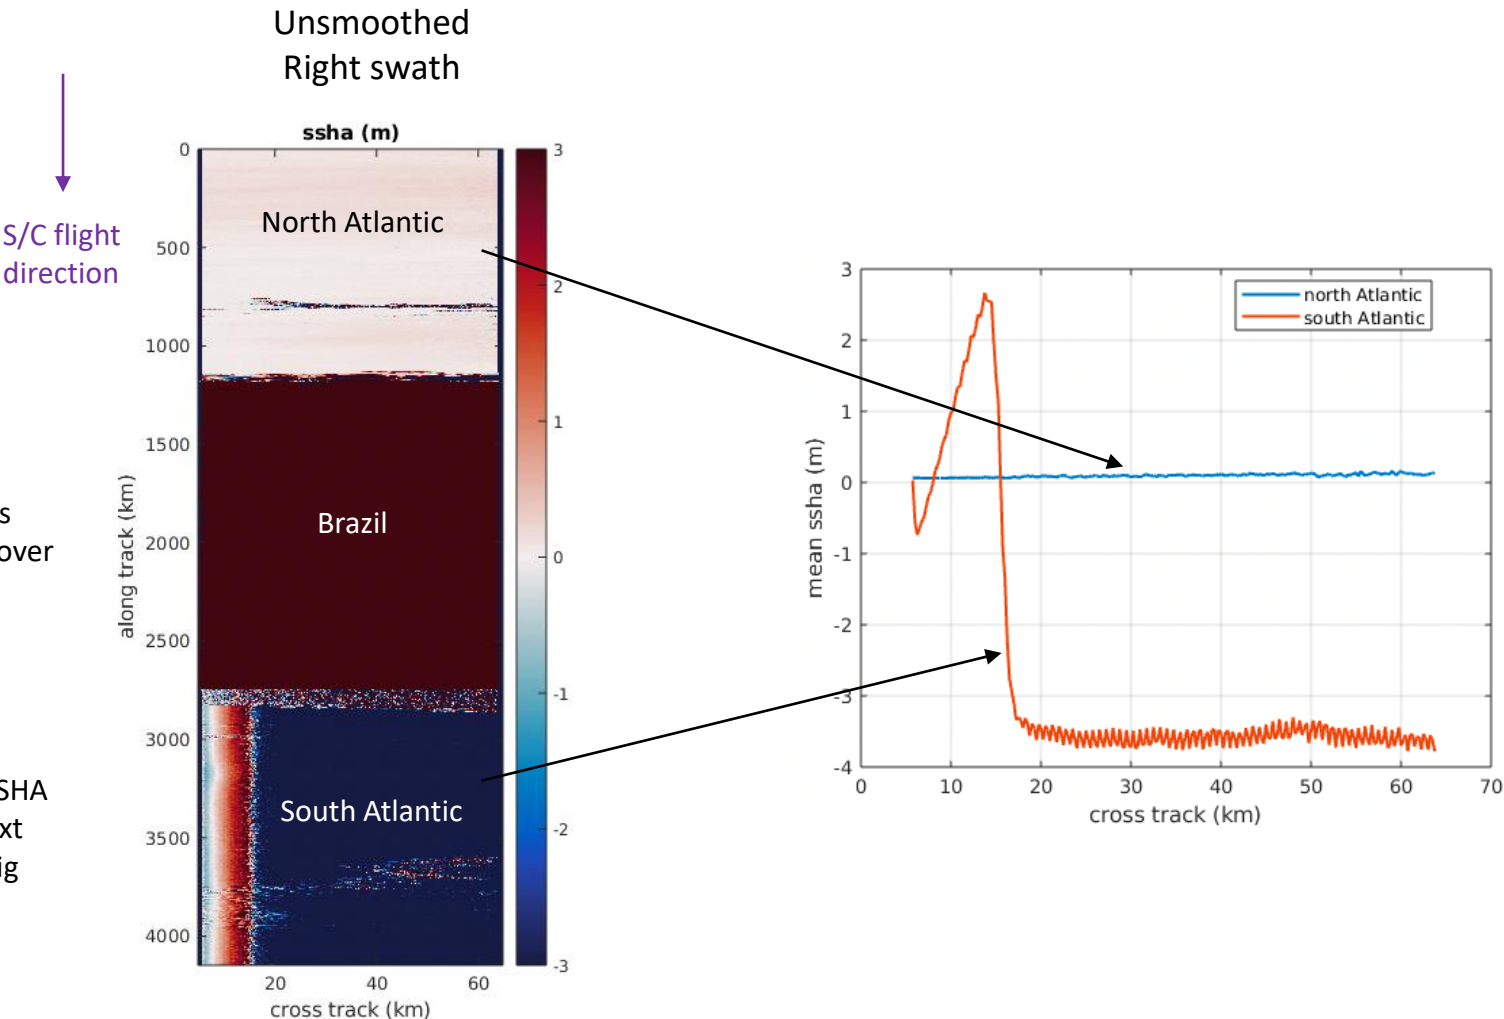 Unsmoothed
Right swath
S/C flight
direction
s
over
SHA
xt
ig
ssha (m)
0
500
1000
1500
2000
2500
3000
3500
4000
along track (km)
20
40
60
cross track (km)
North Atlantic
Brazil
South Atlantic
3
2
1
0
-1
-2
-3
3
2
1
0
-1
-2
-3
-4
mean ssha (m)
0
10
20
30
40
50
60
70
cross track (km)
north Atlantic
south Atlantic